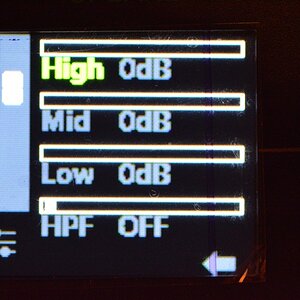 High 0dB
Mid 0dB
Low 0dB
HPF OFF